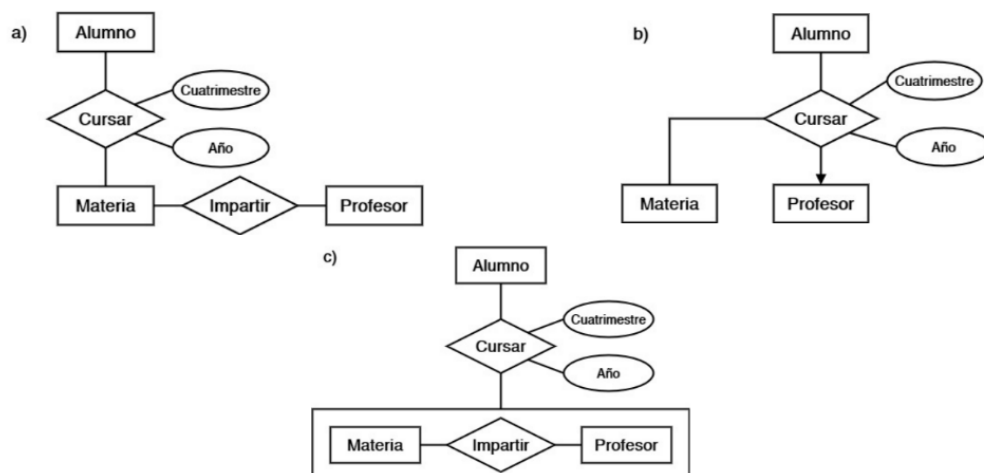 a)
Alumno
Cuatrimestre
Cursar
Año
Materia
Impartir
Profesor
b)
Alumno
Cuatrimestre
Cursar
Año
Materia
Profesor
c)
Alumno
Cuatrimestre
Cursar
Año
Materia
Impartir
Profesor